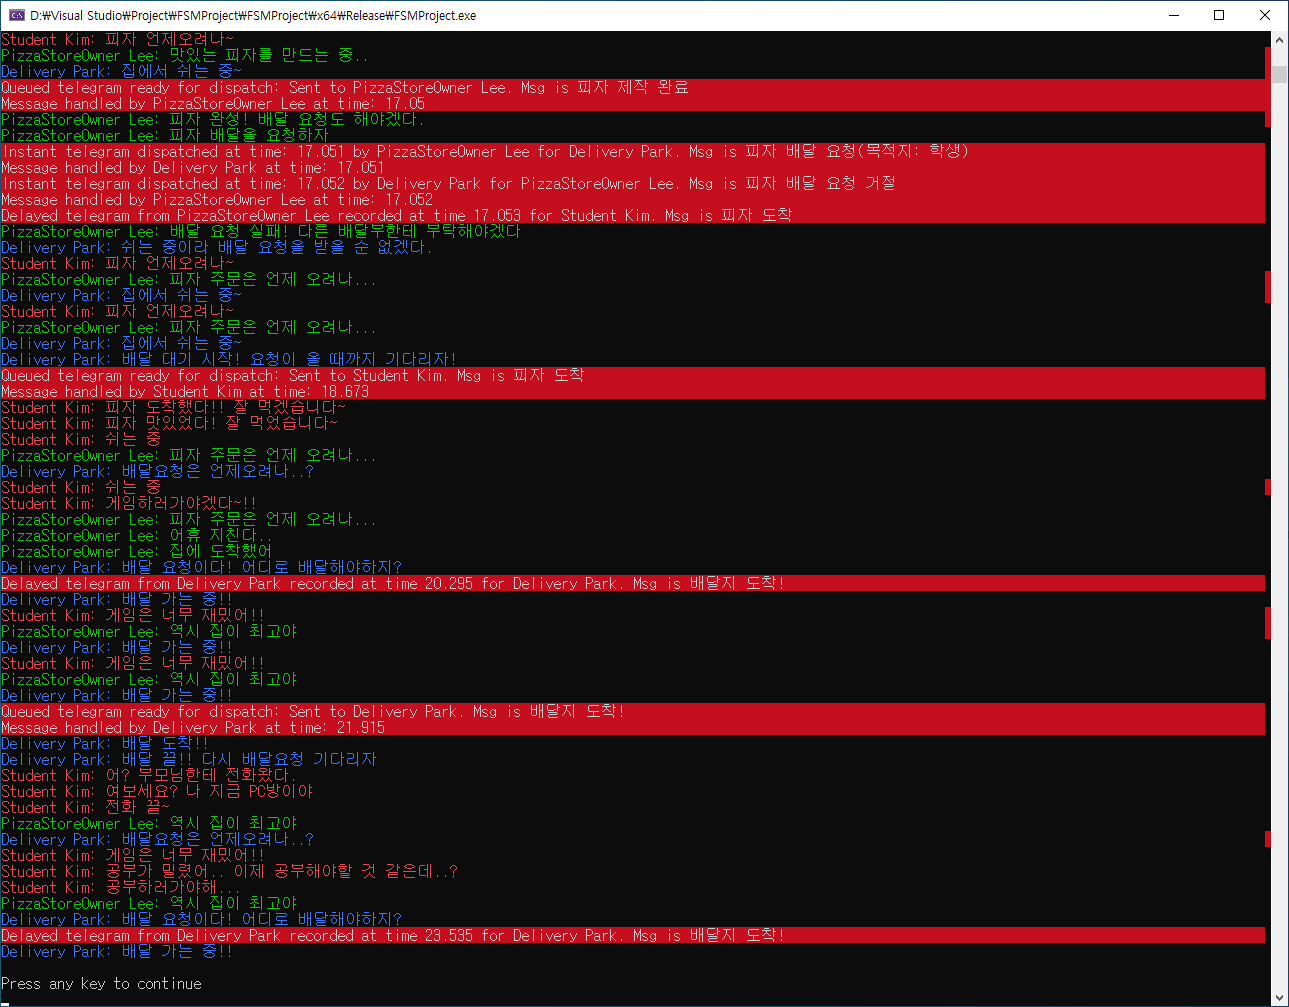 D:₩Visual Studio₩Project₩FSMProject₩FSMProject₩x64₩Release₩FSMProject.exe
Student Kim: 피자 언제오려나~
PizzaStoreOwner Lee: 맛있는 피자를 만드는 중..
Delivery Park: 집에서 쉬는 중~
Queued telegram ready for dispatch: Sent to PizzaStoreOwner Lee. Msg is 피자 제작 완료
Message handled by PizzaStoreOwner Lee at time: 17.05
PizzaStoreOwner Lee: 피자 완성! 배달 요청도 해야겠다.
PizzaStoreOwner Lee: 피자 배달을 요청하자
Instant telegram dispatched at time: 17.051 by PizzaStoreOwner Lee for Delivery Park. Msg is 피자 배달 요청(목적지: 학생)
Message handled by Delivery Park at time: 17.051
Instant telegram dispatched at time: 17.052 by Delivery Park for PizzaStoreOwner Lee. Msg is 피자 배달 요청 거절
Message handled by PizzaStoreOwner Lee at time: 17.052
Delayed telegram from PizzaStoreOwner Lee recorded at time 17.053 for Student Kim. Msg is 피자 도착
PizzaStoreOwner Lee: 배달 요청 실패! 다른 배달부한테 부탁해야겠다
Delivery Park: 쉬는 중이라 배달 요청을 받을 순 없겠다.
Student Kim: 피자 언제오려나~
PizzaStoreOwner Lee: 피자 주문은 언제 오려나...
Delivery Park: 집에서 쉬는 중~
Student Kim: 피자 언제오려나~
PizzaStoreOwner Lee: 피자 주문은 언제 오려나...
Delivery Park: 집에서 쉬는 중~
Delivery Park: 배달 대기 시작! 요청이 올 때까지 기다리자!
Queued telegram ready for dispatch: Sent to Student Kim. Msg is 피자 도착
Message handled by Student Kim at time: 18.673
Student Kim: 피자 도착했다!! 잘 먹겠습니다~
Student Kim: 피자 맛있었다! 잘 먹었습니다~
Student Kim: 쉬는 중
PizzaStoreOwner Lee: 피자 주문은 언제 오려나...
Delivery Park: 배달요청은 언제오려나..?
Student Kim: 쉬는 중
Student Kim: 게임하러가야겠다~!!
PizzaStoreOwner Lee: 피자 주문은 언제 오려나...
PizzaStoreOwner Lee: 어휴 지친다..
PizzaStoreOwner Lee: 집에 도착했어
Delivery Park: 배달 요청이다! 어디로 배달해야하지?
Delayed telegram from Delivery Park recorded at time 20.295 for Delivery Park. Msg is 배달지 도착!
Delivery Park: 배달 가는 중!!
Student Kim: 게임은 너무 재밌어!!
PizzaStoreOwner Lee: 역시 집이 최고야
Delivery Park: 배달 가는 중!!
Student Kim: 게임은 너무 재밌어!!
PizzaStoreOwner Lee: 역시 집이 최고야
Delivery Park: 배달 가는 중!!
Queued telegram ready for dispatch: Sent to Delivery Park. Msg is 배달지 도착!
Message handled by Delivery Park at time: 21.915
Delivery Park: 배달 도착!!
Delivery Park: 배달 끝!! 다시 배달요청 기다리자
Student Kim: 어? 부모님한테 전화왔다.
Student Kim: 여보세요? 나 지금 PC방이야
Student Kim: 전화 끝~
PizzaStoreOwner Lee: 역시 집이 최고야
Delivery Park: 배달요청은 언제오려나..?
Student Kim: 게임은 너무 재밌어!!
Student Kim: 공부가 밀렸어.. 이제 공부해야할 것 같은데..?
Student Kim: 공부하러가야해...
PizzaStoreOwner Lee: 역시 집이 최고야
Delivery Park: 배달 요청이다! 어디로 배달해야하지?
Delayed telegram from Delivery Park recorded at time 23.535 for Delivery Park. Msg is 배달지 도착!
Delivery Park: 배달 가는 중!!
Press any key to continue